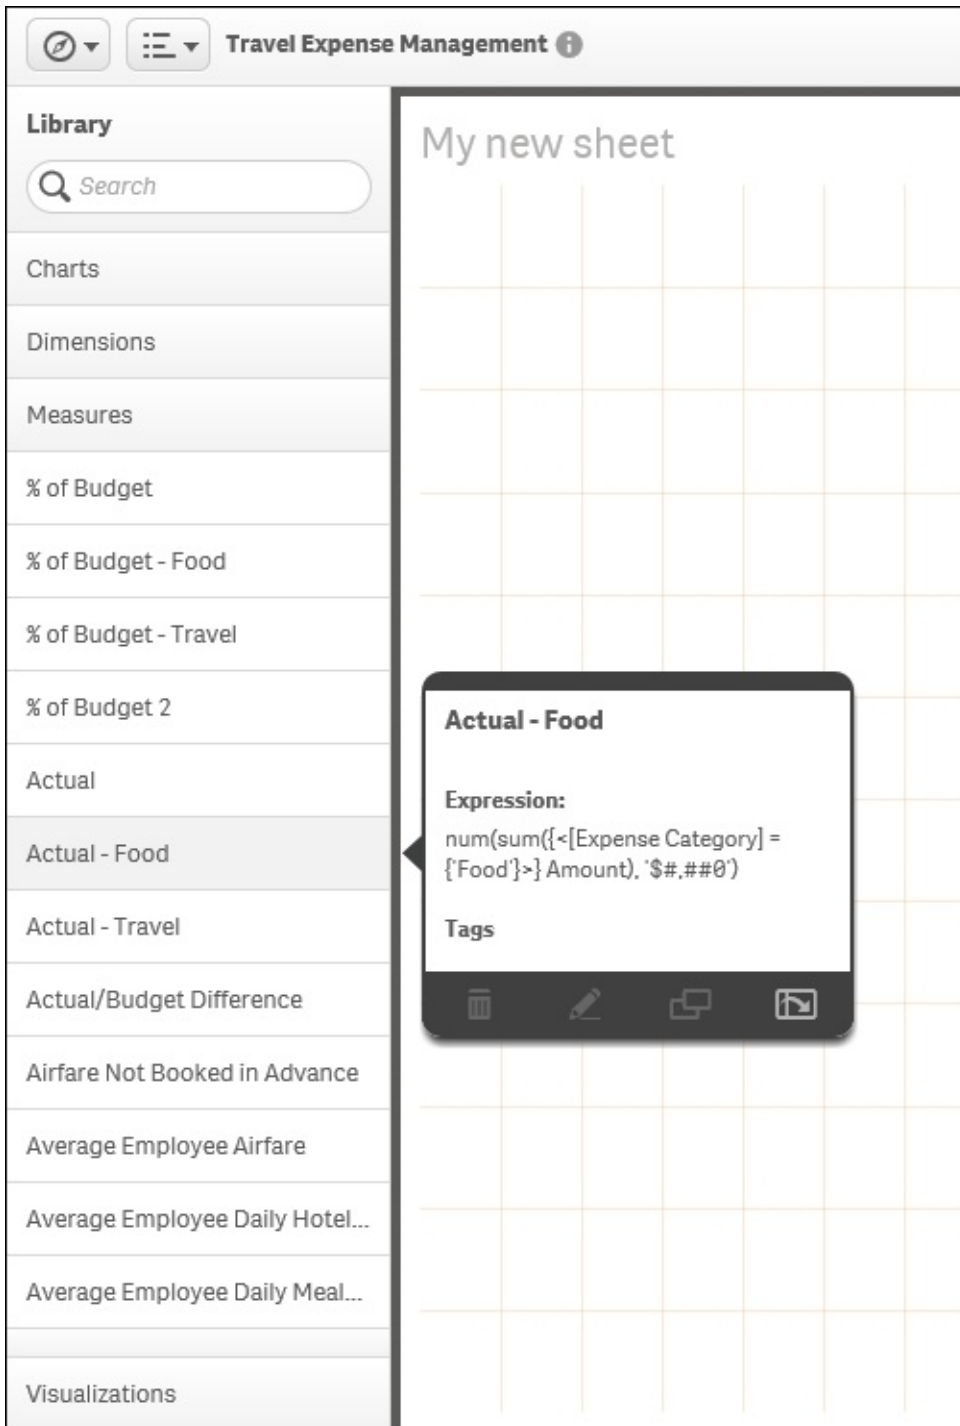 Travel Expense Management
Library
Search
Charts
Dimensions
Measures
% of Budget
% of Budget - Food
% of Budget - Travel
% of Budget 2
Actual
Actual - Food
Actual - Travel
Actual/Budget Difference
Airfare Not Booked in Advance
Average Employee Airfare
Average Employee Daily Hotel...
Average Employee Daily Meal...
Visualizations
My new sheet
Actual - Food
Expression:
num(sum({<[Expense Category] =
{'Food'}>} Amount), '$#,##0')
Tags